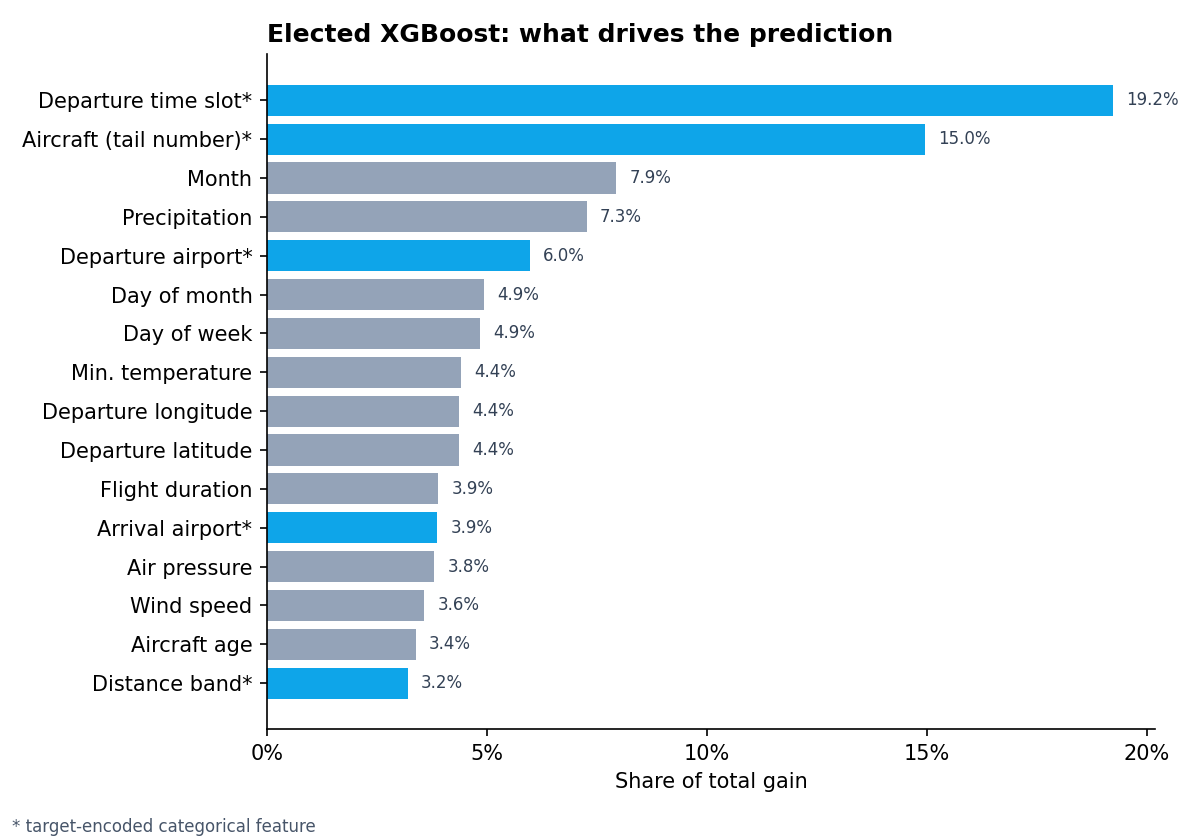 Elected XGBoost: what drives the prediction
Departure time slot* 19.2%
Aircraft (tail number)* 15.0%
Month 7.9%
Precipitation 7.3%
Departure airport* 6.0%
Day of month 4.9%
Day of week 4.9%
Min. temperature 4.4%
Departure longitude 4.4%
Departure latitude 4.4%
Flight duration 3.9%
Arrival airport* 3.9%
Air pressure 3.8%
Wind speed 3.6%
Aircraft age 3.4%
Distance band* 3.2%
0% 5% 10% 15% 20%
Share of total gain
* target-encoded categorical feature